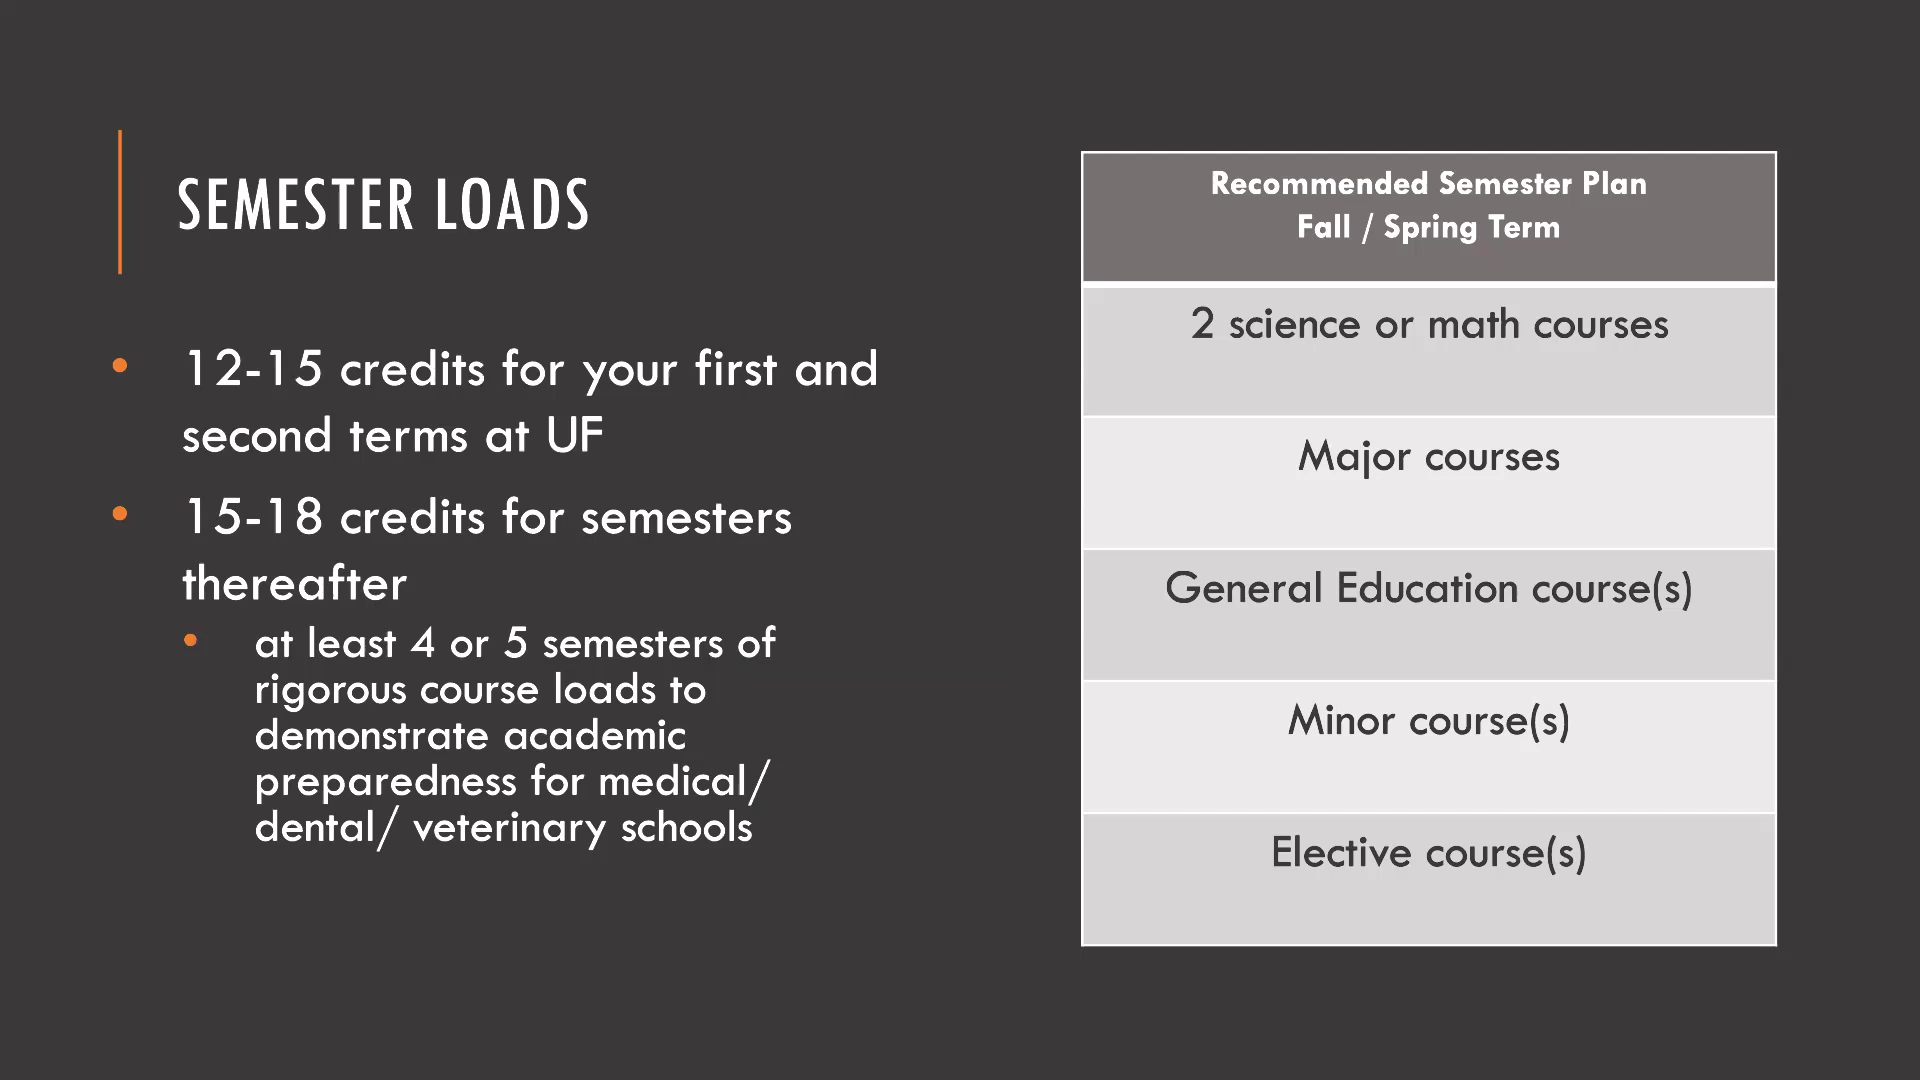 SEMESTER LOADS
• 12-15 credits for your first and
second terms at UF
• 15-18 credits for semesters
thereafter
• at least 4 or 5 semesters of
rigorous course loads to
demonstrate academic
preparedness for medical/
dental/ veterinary schools
Recommended Semester Plan
Fall / Spring Term
2 science or math courses
Major courses
General Education course(s)
Minor course(s)
Elective course(s)